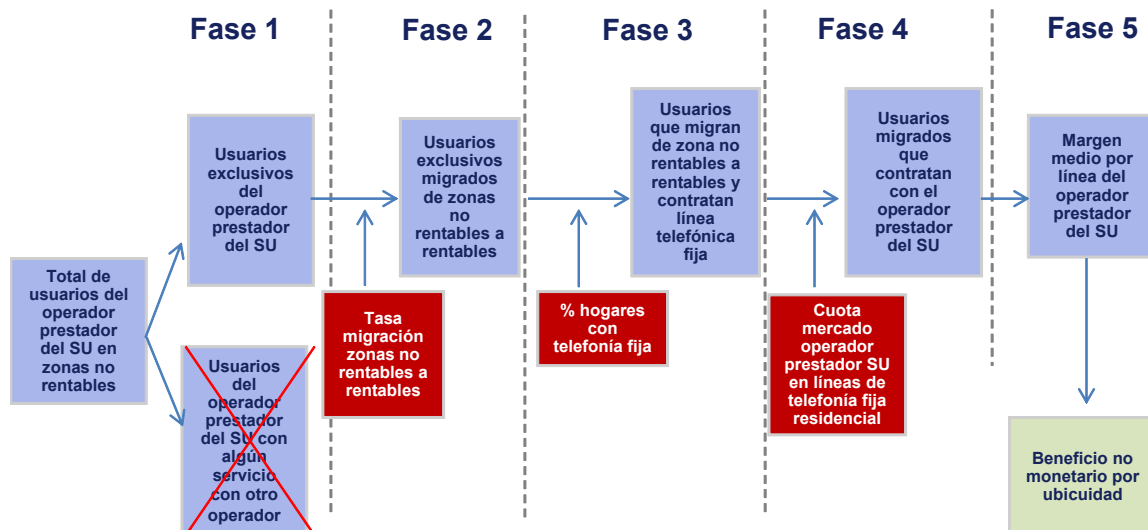 Fase 1
Fase 2
Fase 3
Fase 4
Fase 5
Total de
usuarios del
operador
prestador
del SU en
zonas no
rentables
Usuarios
exclusivos
del
operador
prestador
del SU
Usuarios
del
operador
prestador
del SU con
algún
servicio
con otro
operador
Usuarios
exclusivos
migrados
de zonas
no
rentables a
rentables
Tasa
migración
zonas no
rentables a
rentables
Usuarios
que migran
de zona no
rentables a
rentables y
contratan
línea
telefónica
fija
% hogares
con
telefonía fija
Usuarios
migrados
que
contratan
con el
operador
prestador
del SU
Cuota
mercado
operador
prestador SU
en líneas de
telefonía fija
residencial
Margen
medio por
línea del
operador
prestador
del SU
Beneficio no
monetario por
ubicuidad